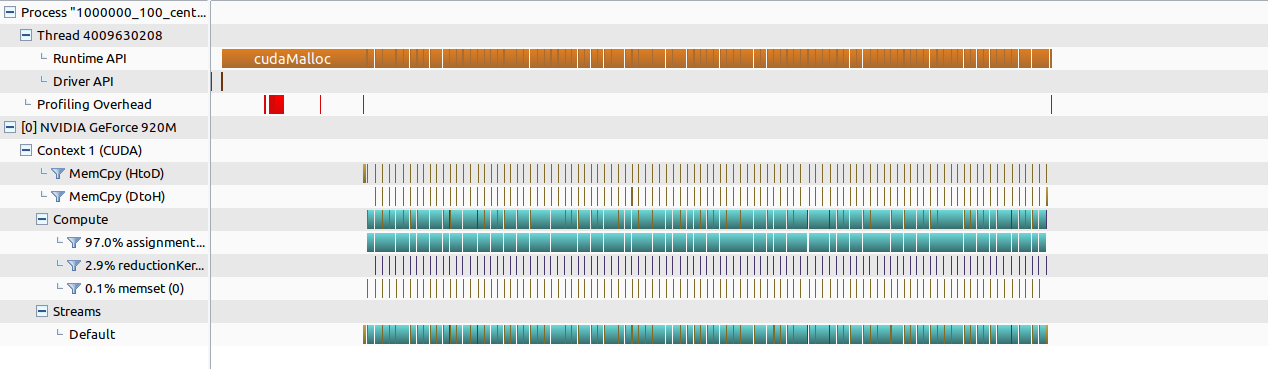 Process "1000000_100_cent...
Thread 4009630208
Runtime API
cudaMalloc
Driver API
Profiling Overhead
[0] NVIDIA GeForce 920M
Context 1 (CUDA)
MemCpy (HtoD)
MemCpy (DtoH)
Compute
97.0% assignment...
2.9% reductionKer...
0.1% memset (0)
Streams
Default